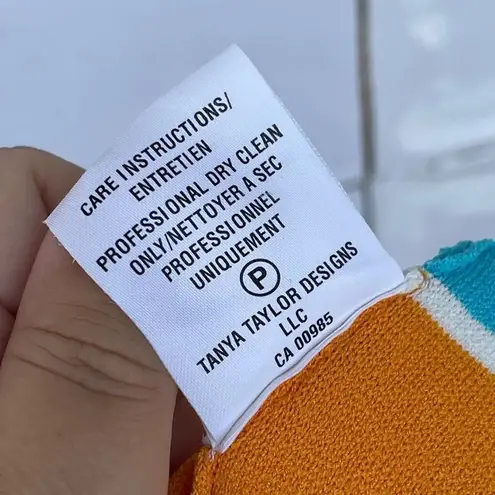 CARE INSTRUCTIONS/
ENTRETIEN
PROFESSIONAL DRY CLEAN
ONLY/NETTOYER A SEC
PROFESSIONNEL
UNIQUEMENT
P
TANYA TAYLOR DESIGNS
LLC
CA 00985